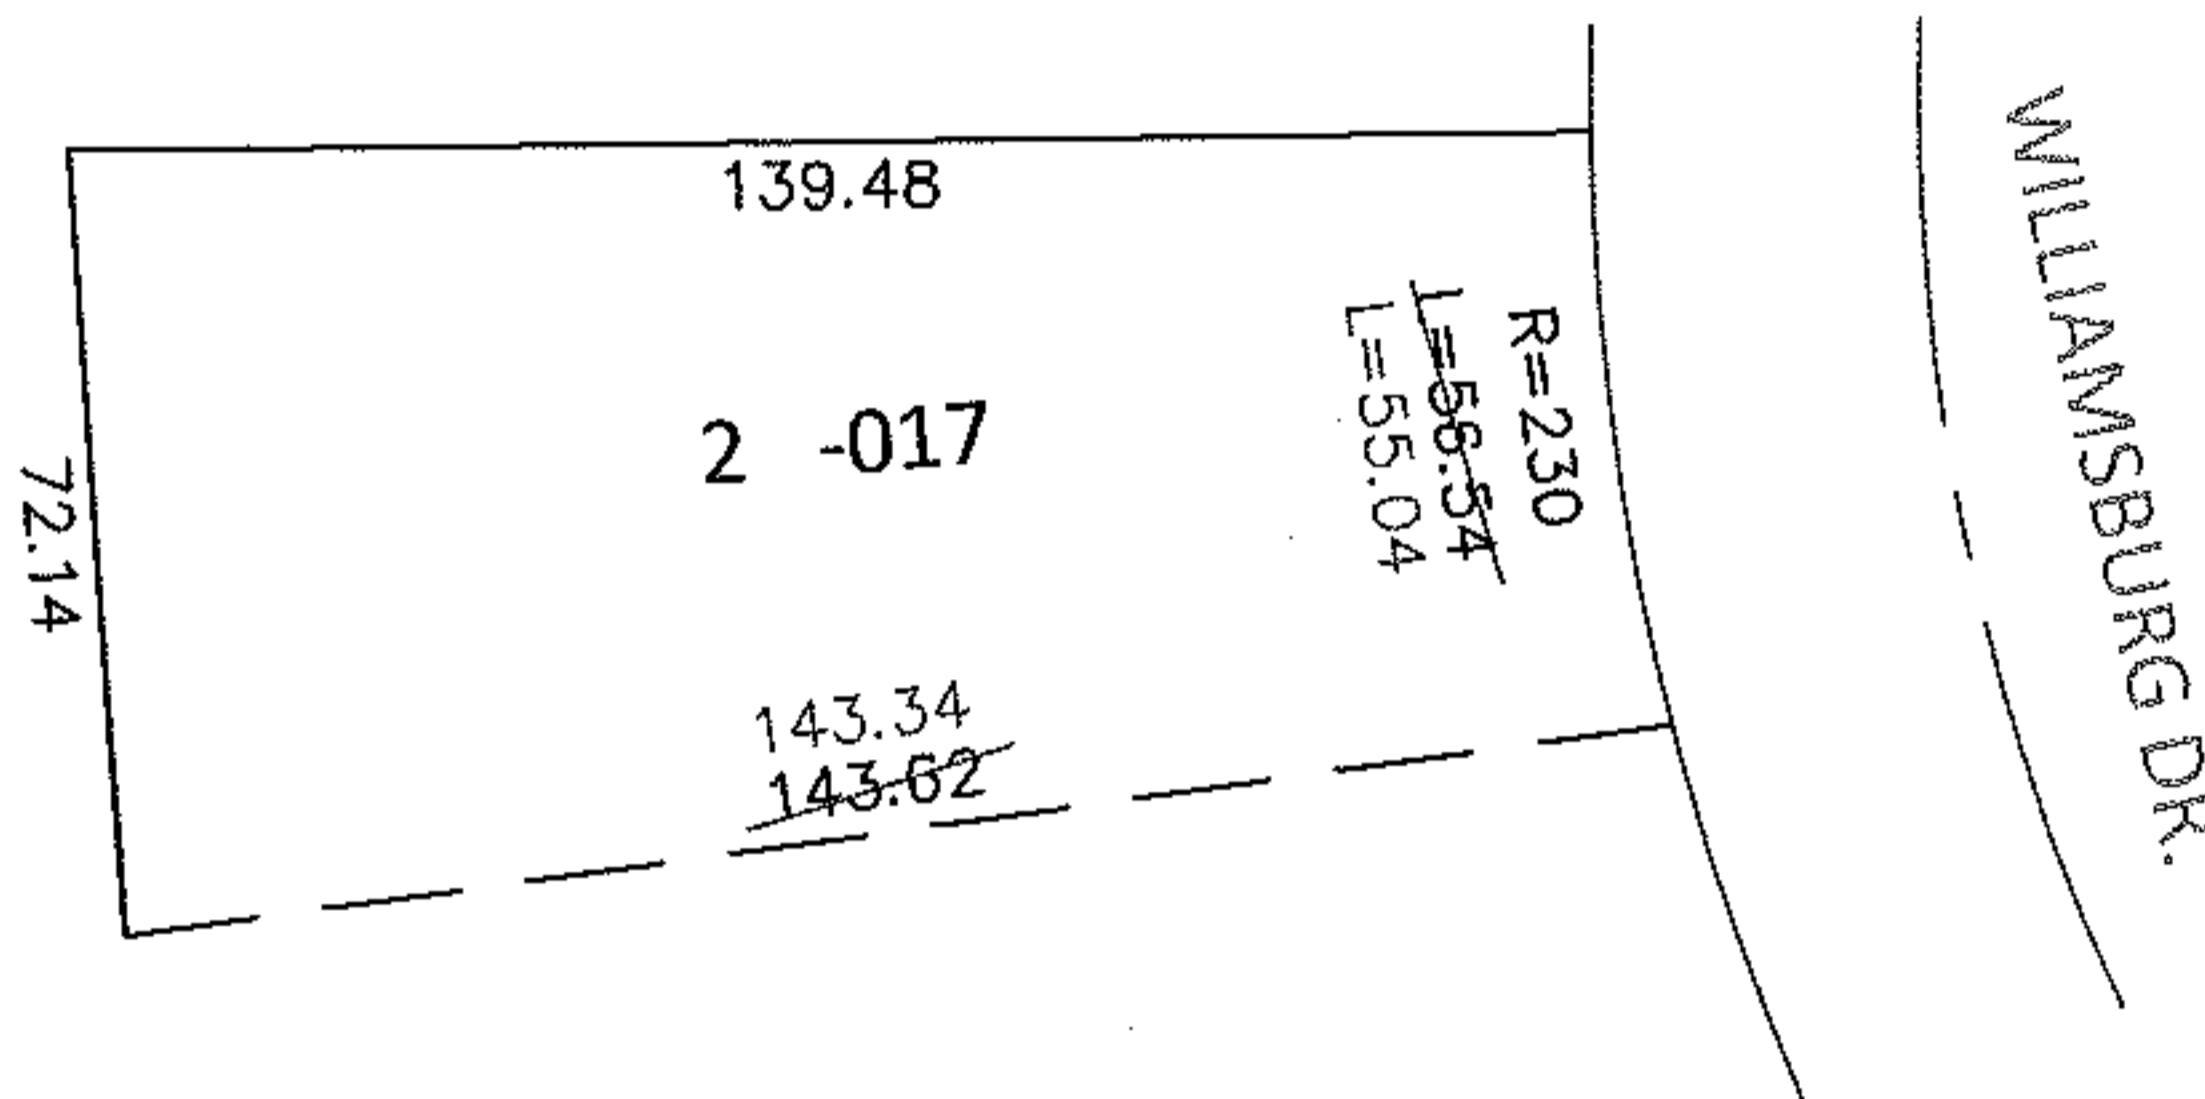 139.48
WILLIAMSBURG DR.
R=230
L=56.54
L=55.04
2 -017
72.14
143.34
143.62